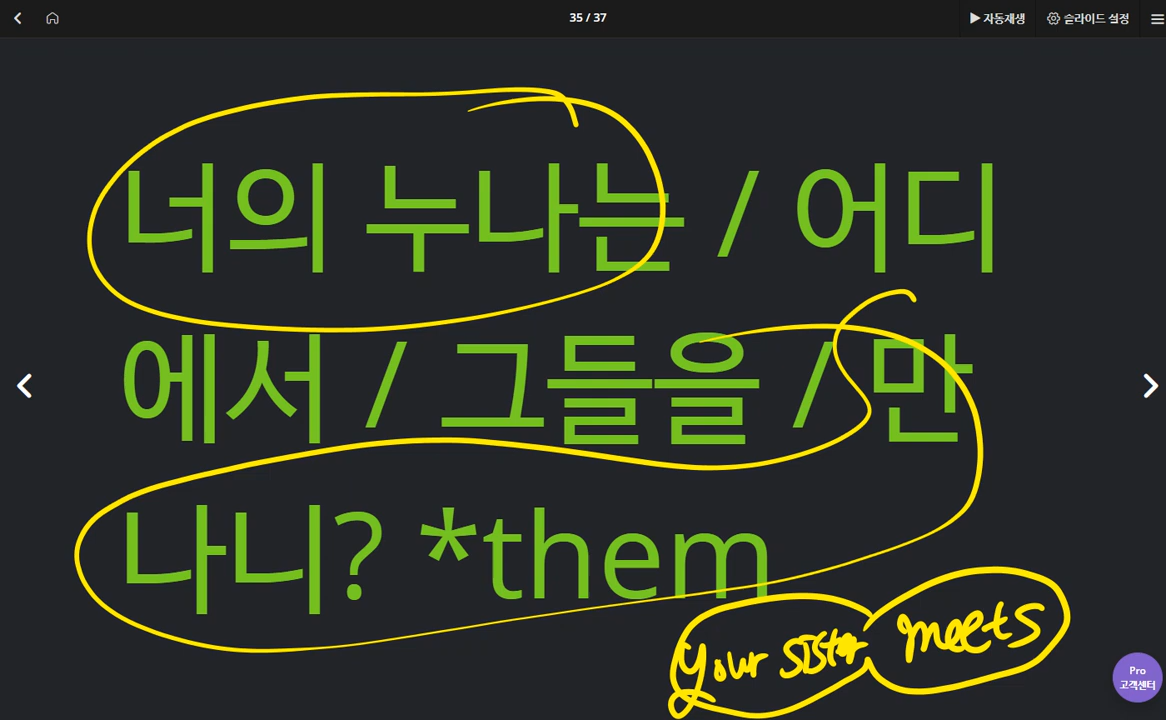 35 / 37
▶ 자동재생
슬라이드 설정
너의 누나는 / 어디
에서 / 그들을 / 만
나니? *them
your sister meets
Pro
고객센터